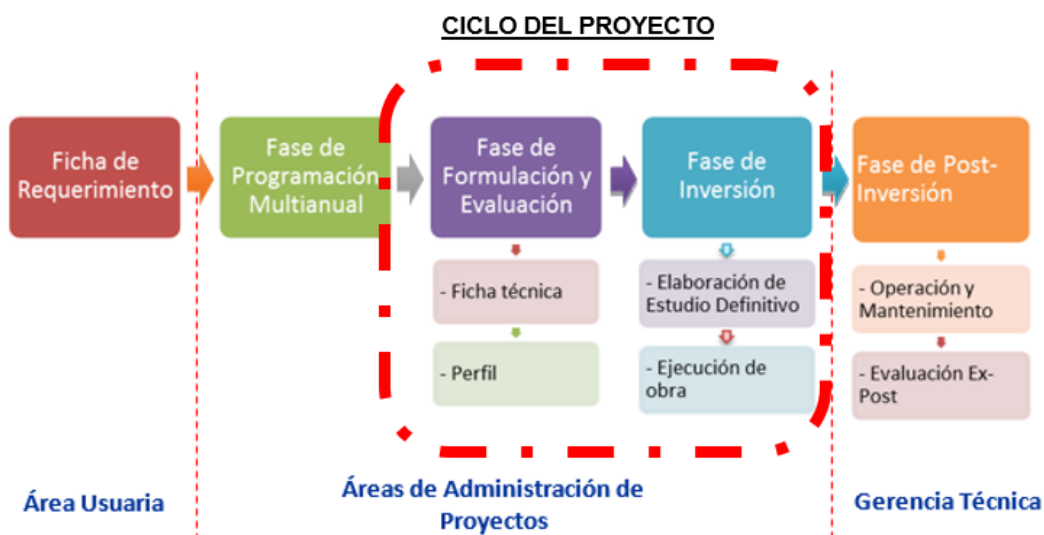 CICLO DEL PROYECTO
Ficha de
Requerimiento
Fase de
Programación
Multianual
Fase de
Formulación y
Evaluación
- Ficha técnica
- Perfil
Fase de
Inversión
- Elaboración de
Estudio Definitivo
- Ejecución de
obra
Fase de Post-
Inversión
- Operación y
Mantenimiento
- Evaluación Ex-
Post
Área Usuaria
Áreas de Administración de
Proyectos
Gerencia Técnica